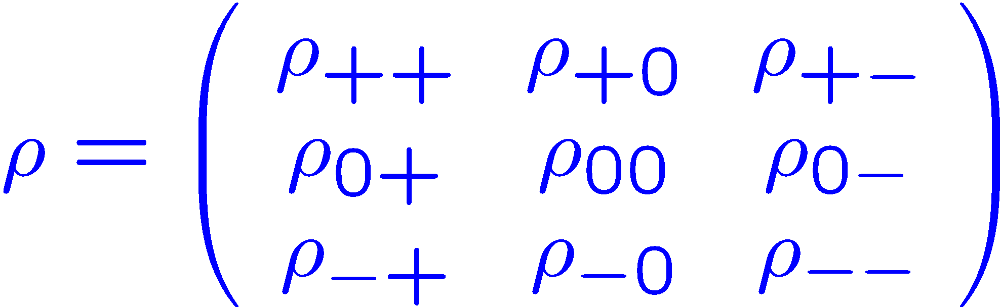 ρ₊₊ ρ₊₀ ρ₊₋
ρ = ( ρ₀₊ ρ₀₀ ρ₀₋ )
ρ₋₊ ρ₋₀ ρ₋₋